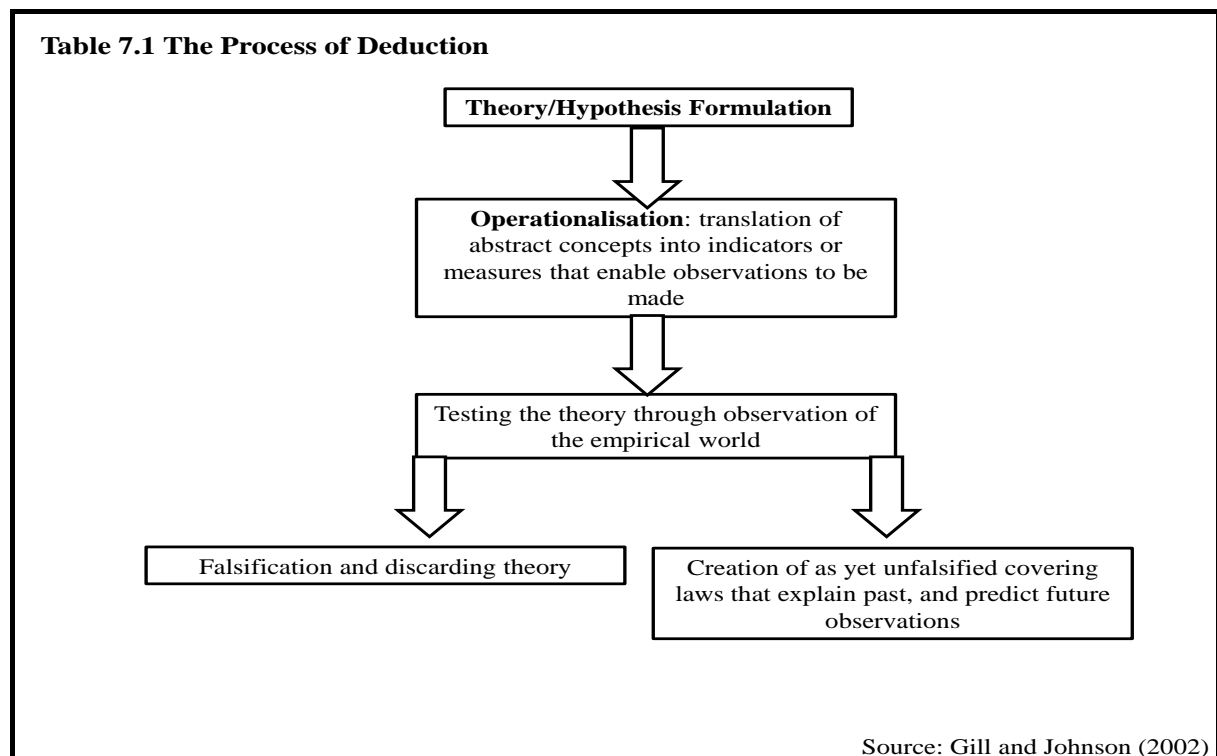 Table 7.1 The Process of Deduction
Theory/Hypothesis Formulation
Operationalisation: translation of
abstract concepts into indicators or
measures that enable observations to be
made
Testing the theory through observation of
the empirical world
Falsification and discarding theory
Creation of as yet unfalsified covering
laws that explain past, and predict future
observations
Source: Gill and Johnson (2002)